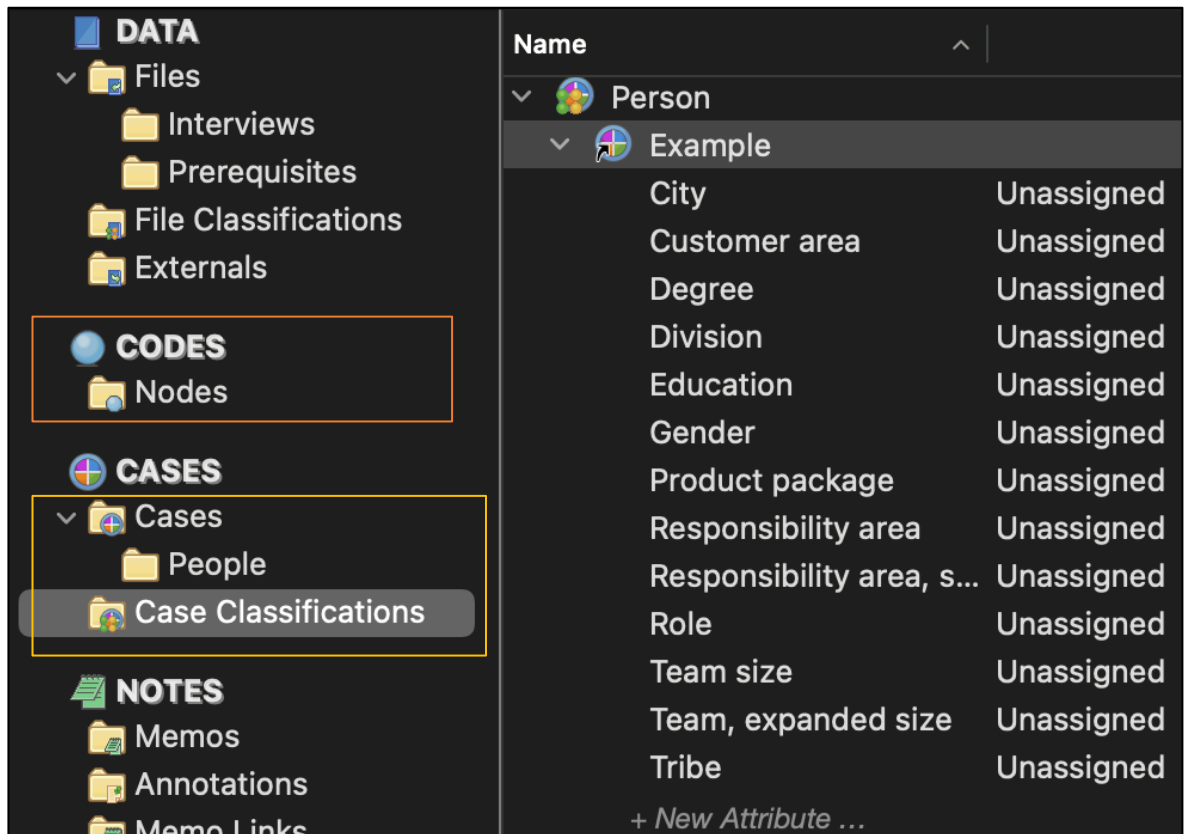 DATA
Files
Interviews
Prerequisites
File Classifications
Externals
CODES
Nodes
CASES
Cases
People
Case Classifications
NOTES
Memos
Annotations
Memo Links
Name
Person
Example
City Unassigned
Customer area Unassigned
Degree Unassigned
Division Unassigned
Education Unassigned
Gender Unassigned
Product package Unassigned
Responsibility area Unassigned
Responsibility area, s... Unassigned
Role Unassigned
Team size Unassigned
Team, expanded size Unassigned
Tribe Unassigned
+ New Attribute ...